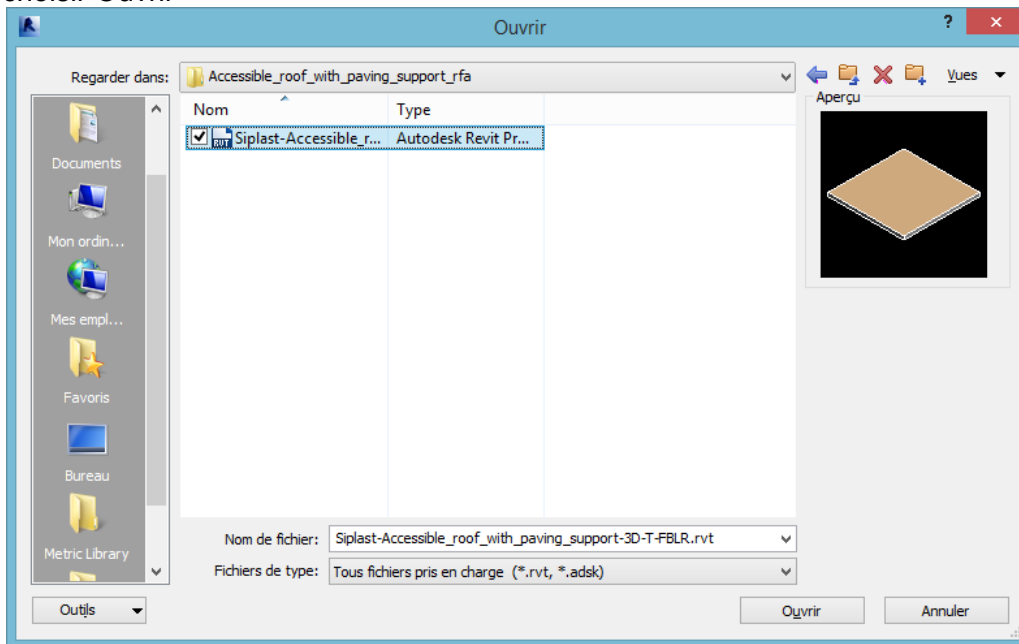 choisir Ouvrir
Ouvrir
?
Regarder dans:
Accessible_roof_with_paving_support_rfa
Vues
Nom
Type
Aperçu
Siplast-Accessible_r...
Autodesk Revit Pr...
Documents
Mon ordin...
Mes empl...
Favoris
Bureau
Metric Library
Nom de fichier:
Siplast-Accessible_roof_with_paving_support-3D-T-FBLR.rvt
Fichiers de type:
Tous fichiers pris en charge (*.rvt, *.adsk)
Outils
Ouvrir
Annuler